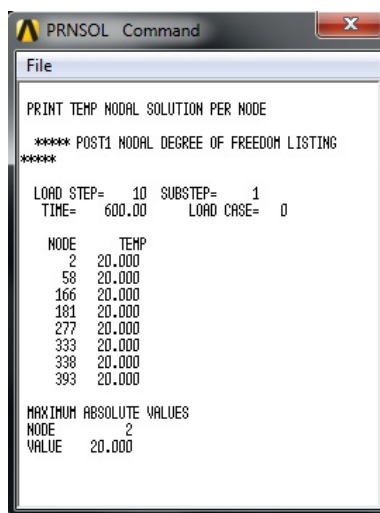 PRNSOL Command
File
PRINT TEMP NODAL SOLUTION PER NODE
***** POST1 NODAL DEGREE OF FREEDOM LISTING
*****
LOAD STEP= 10 SUBSTEP= 1
TIME= 600.00 LOAD CASE= 0
NODE TEMP
2 20.000
58 20.000
166 20.000
181 20.000
277 20.000
333 20.000
338 20.000
393 20.000
MAXIMUM ABSOLUTE VALUES
NODE 2
VALUE 20.000